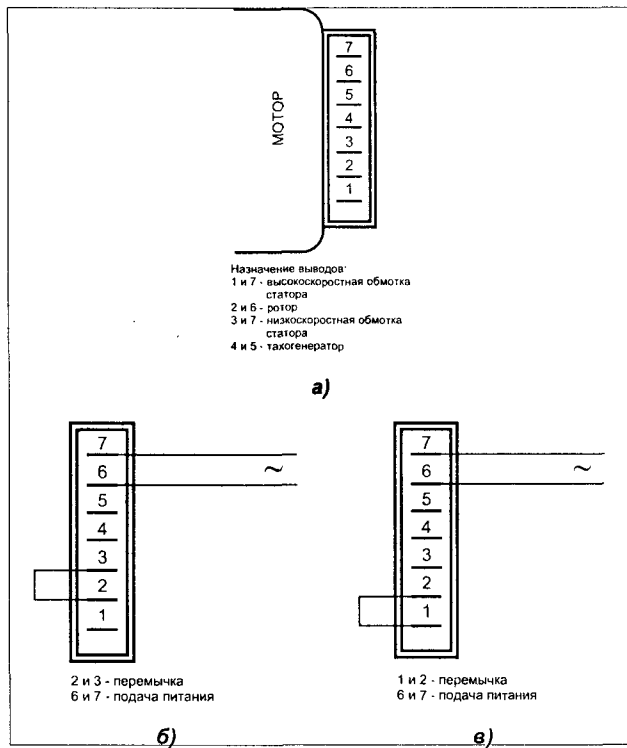 МОТОР
7
6
5
4
3
2
1
Назначение выводов:
1 и 7 - высокоскоростная обмотка
статора
2 и 6 - ротор
3 и 7 - низкоскоростная обмотка
статора
4 и 5 - тахогенератор
а)
7
6
5
4
3
2
1
~
2 и 3 - перемычка
6 и 7 - подача питания
б)
7
6
5
4
3
2
1
~
1 и 2 - перемычка
6 и 7 - подача питания
в)